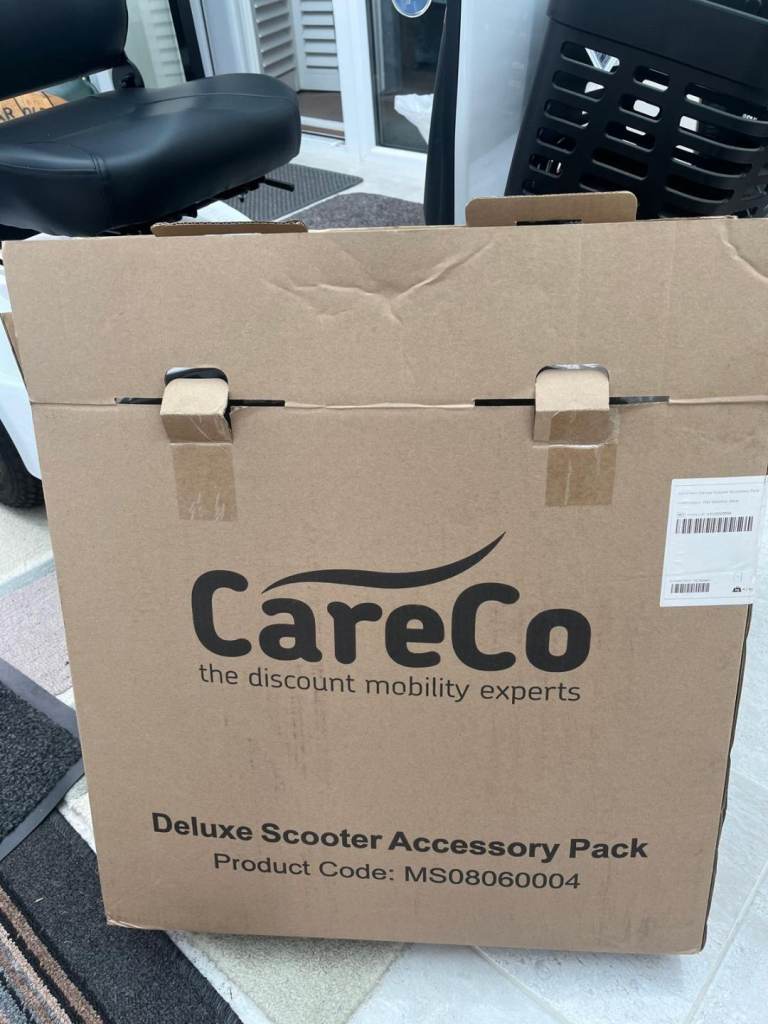 CareCo
the discount mobility experts
Deluxe Scooter Accessory Pack
Product Code: MS08060004